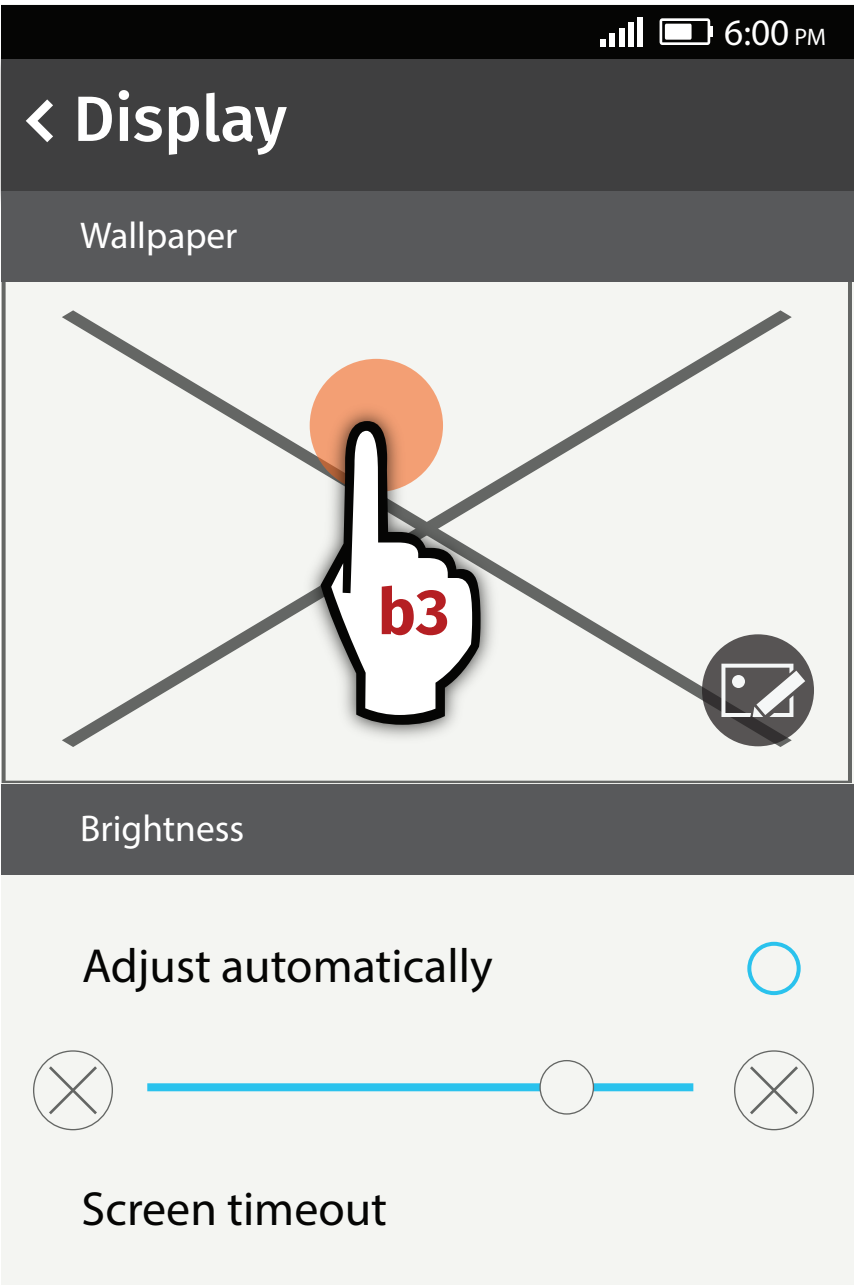 6:00 PM
Display
Wallpaper
b3
Brightness
Adjust automatically
Screen timeout